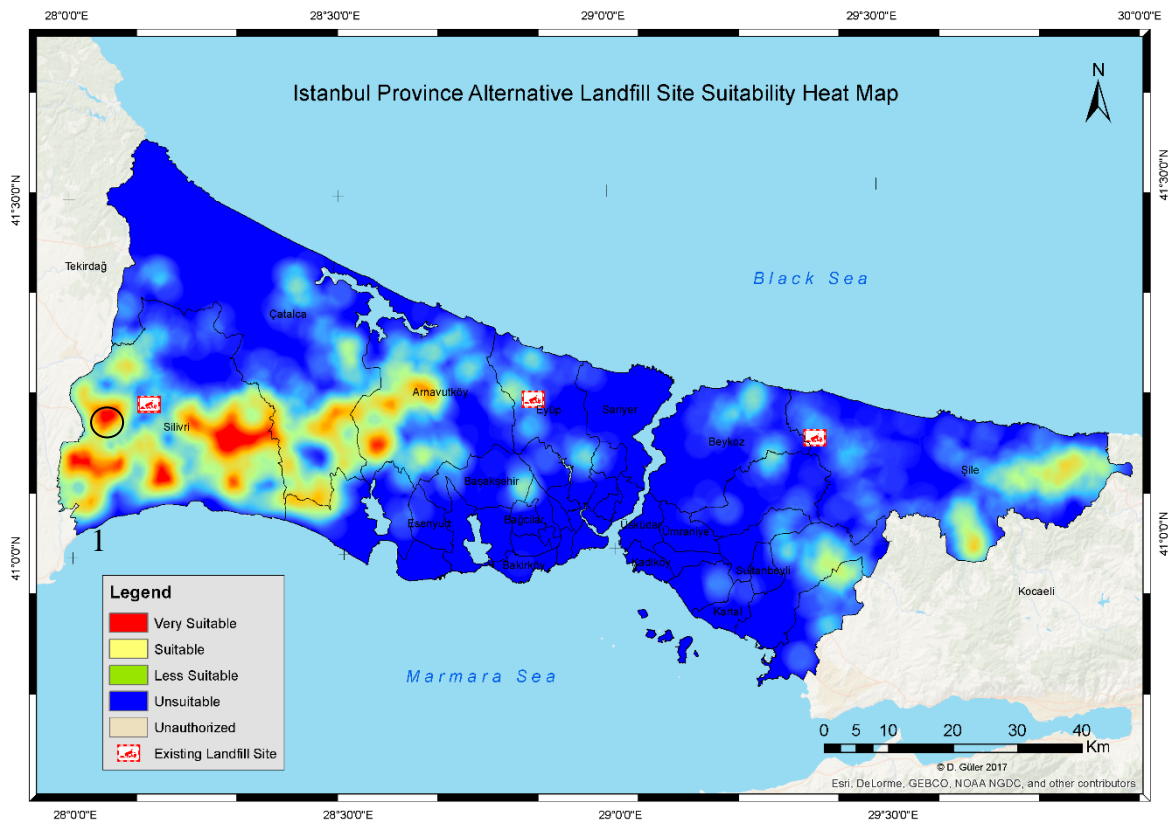 28°0'0"E 28°30'0"E 29°0'0"E 29°30'0"E 30°0'0"E
Istanbul Province Alternative Landfill Site Suitability Heat Map
N
41°30'0"N 41°30'0"N
Tekirdağ
Black Sea
Çatalca
Arnavutköy
Eyüp Sarıyer
Silivri
Beykoz
Şile
Başakşehir
Esenyurt Bağcılar
Üsküdar Ümraniye
1
41°0'0"N 41°0'0"N
Bakırköy Kadıköy Sultanbeyli
Kartal
Kocaeli
Legend
Very Suitable
Suitable
Less Suitable
Unsuitable
Unauthorized
Existing Landfill Site
Marmara Sea
0 5 10 20 30 40
Km
© D. Güler 2017
Esri, DeLorme, GEBCO, NOAA NGDC, and other contributors
28°0'0"E 28°30'0"E 29°0'0"E 29°30'0"E